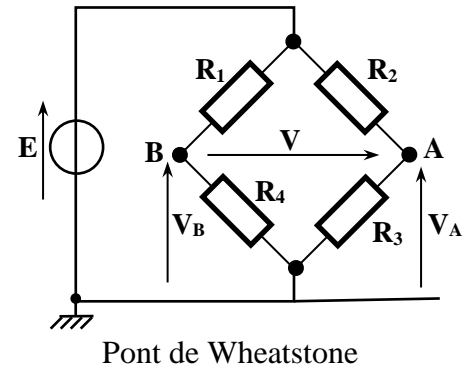 R1 R2
E B V A
R4
VB R3 VA
Pont de Wheatstone